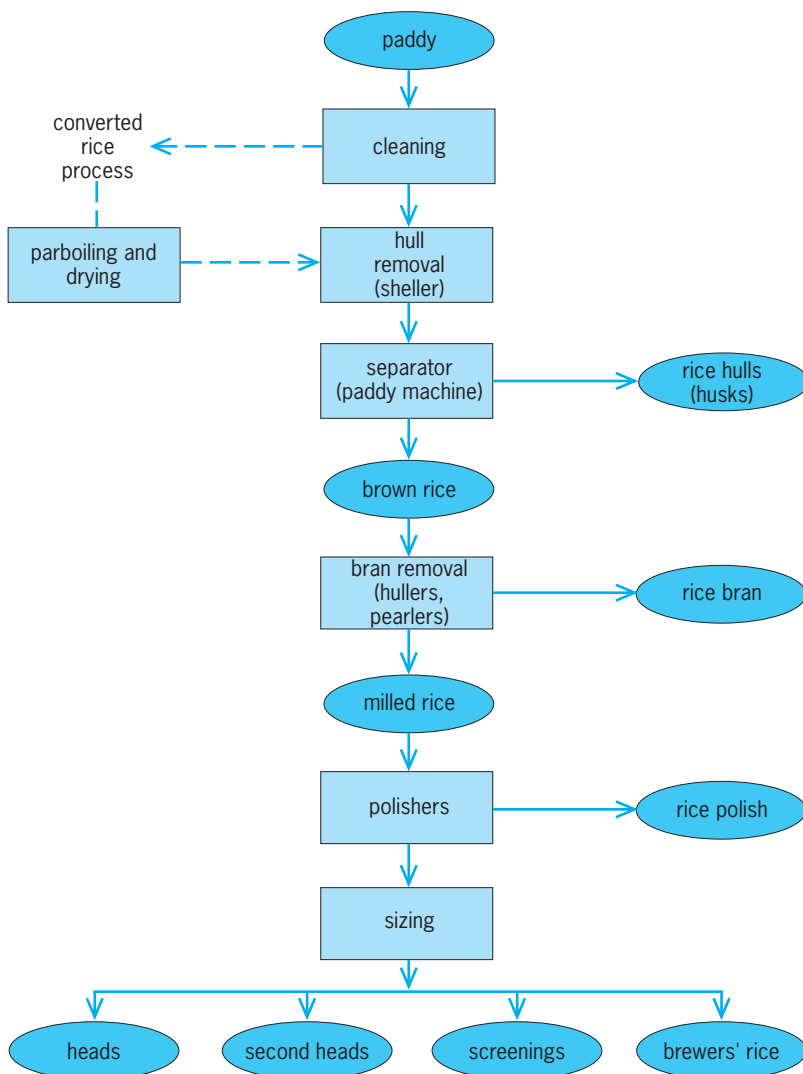 paddy
cleaning
converted
rice
process
parboiling and
drying
hull
removal
(sheller)
separator
(paddy machine)
rice hulls
(husks)
brown rice
bran removal
(hullers,
pearlers)
rice bran
milled rice
polishers
rice polish
sizing
heads
second heads
screenings
brewers' rice